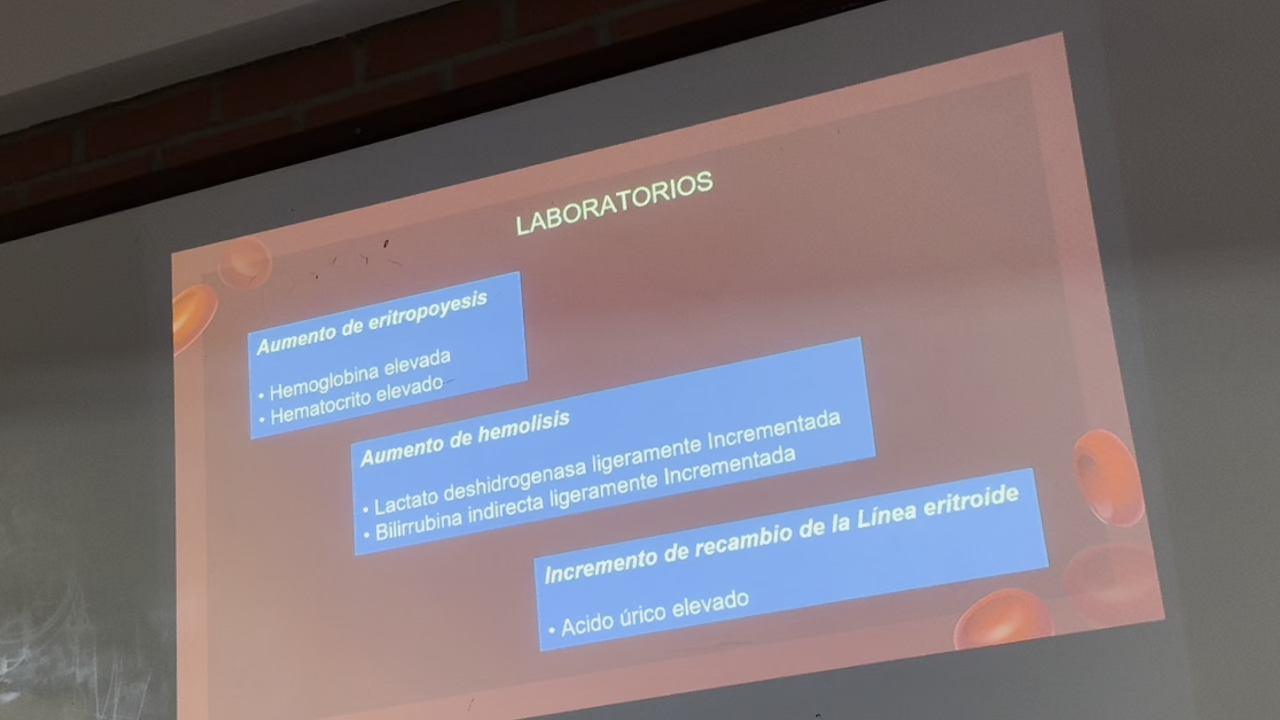 LABORATORIOS
Aumento de eritropoyesis
• Hemoglobina elevada
• Hematocrito elevado
Aumento de hemolisis
• Lactato deshidrogenasa ligeramente Incrementada
• Bilirrubina indirecta ligeramente Incrementada
Incremento de recambio de la Línea eritroide
• Acido úrico elevado